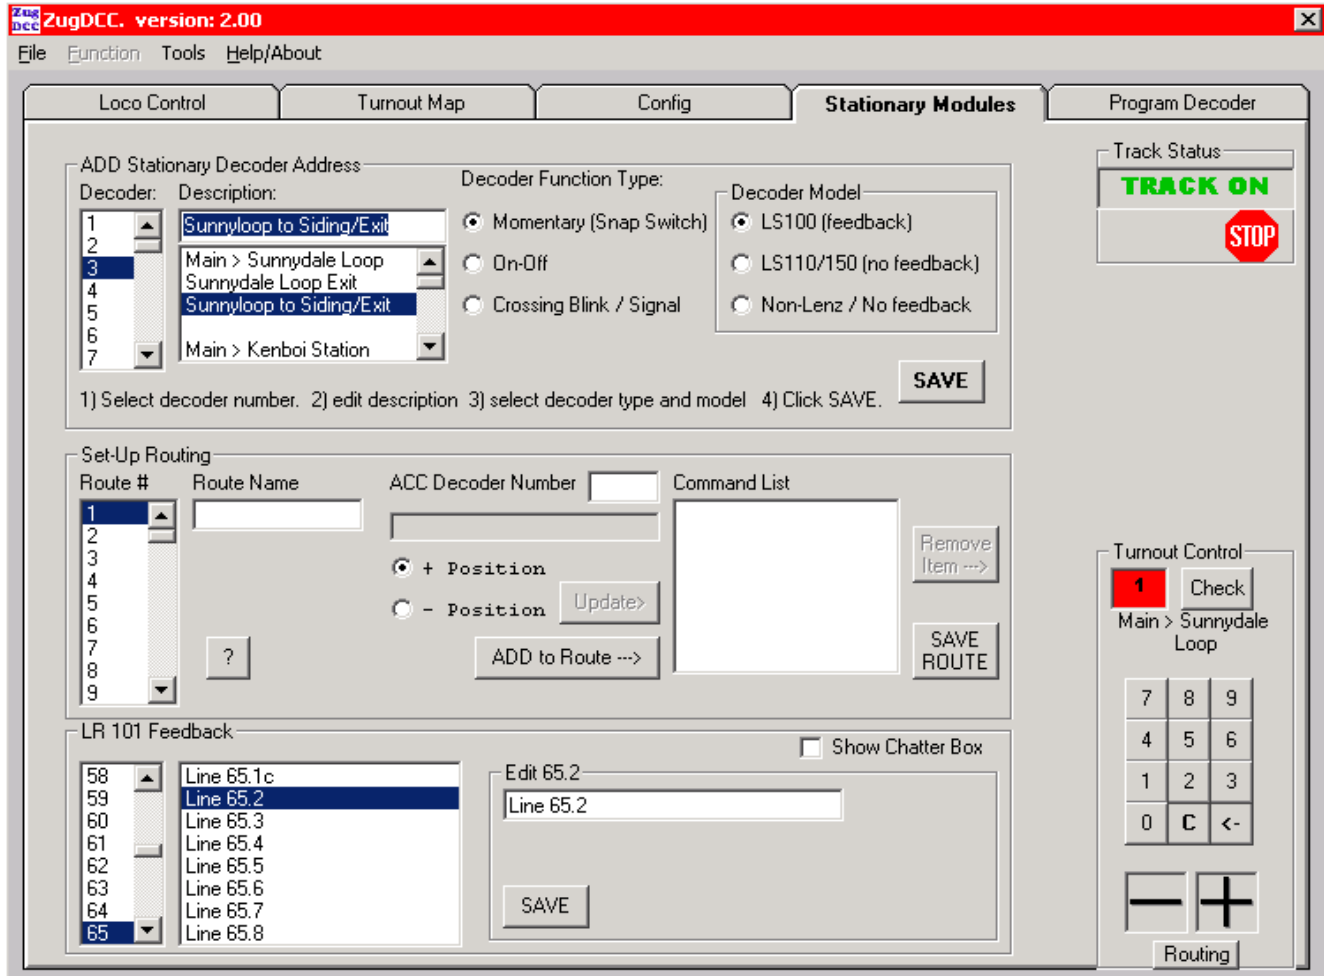 Zug
DCC ZugDCC. version: 2.00
File Function Tools Help/About
Loco Control Turnout Map Config Stationary Modules Program Decoder
ADD Stationary Decoder Address
Decoder: Description:
1
2
3
4
5
6
7
Sunnyloop to Siding/Exit
Main > Sunnydale Loop
Sunnydale Loop Exit
Sunnyloop to Siding/Exit
Main > Kenboi Station
Decoder Function Type:
Momentary (Snap Switch)
On-Off
Crossing Blink / Signal
Decoder Model
LS100 (feedback)
LS110/150 (no feedback)
Non-Lenz / No feedback
SAVE
1) Select decoder number. 2) edit description 3) select decoder type and model 4) Click SAVE.
Track Status
TRACK ON
STOP
Set-Up Routing
Route # Route Name ACC Decoder Number Command List
1
2
3
4
5
6
7
8
9
?
+ Position
- Position
Update>
ADD to Route --->
Remove
Item --->
SAVE
ROUTE
LR 101 Feedback
58
59
60
61
62
63
64
65
Line 65.1c
Line 65.2
Line 65.3
Line 65.4
Line 65.5
Line 65.6
Line 65.7
Line 65.8
Show Chatter Box
Edit 65.2
Line 65.2
SAVE
Turnout Control
1 Check
Main > Sunnydale
Loop
7 8 9
4 5 6
1 2 3
0 C <-
— +
Routing